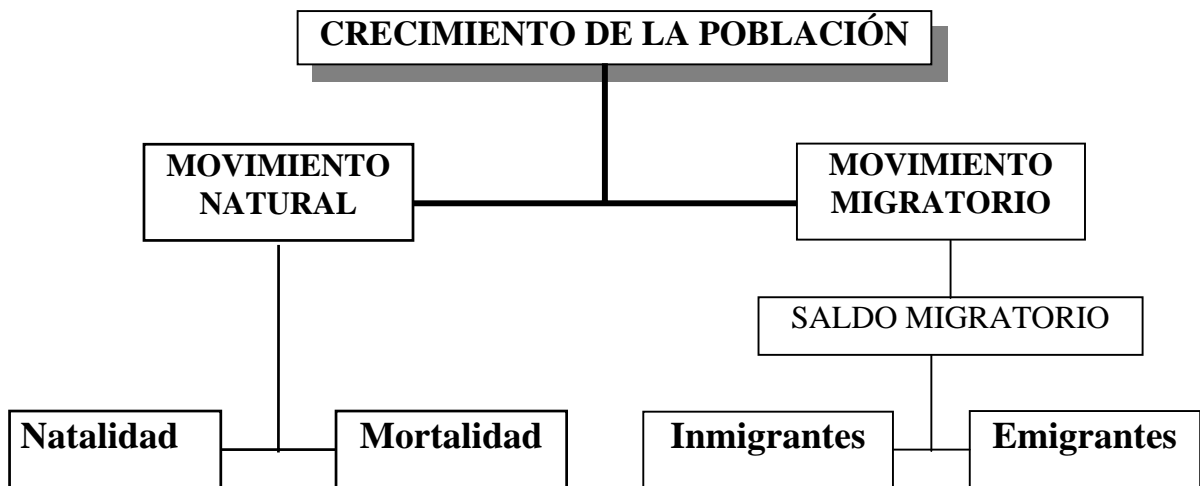 CRECIMIENTO DE LA POBLACIÓN
MOVIMIENTO
NATURAL
MOVIMIENTO
MIGRATORIO
SALDO MIGRATORIO
Natalidad
Mortalidad
Inmigrantes
Emigrantes